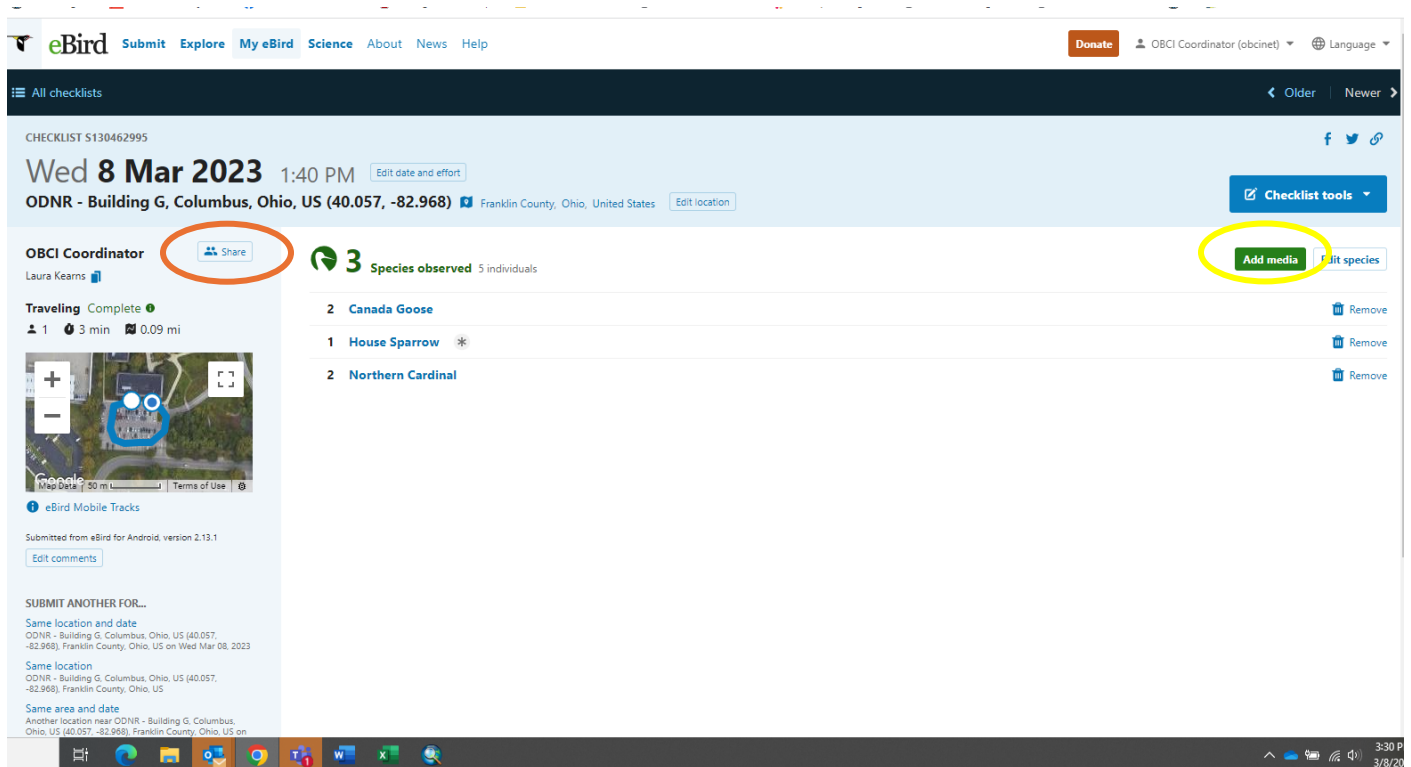 eBird Submit Explore My eBird Science About News Help Donate OBCI Coordinator (obcinet) Language
All checklists Older Newer
CHECKLIST S130462995
Wed 8 Mar 2023 1:40 PM Edit date and effort
ODNR - Building G, Columbus, Ohio, US (40.057, -82.968) Franklin County, Ohio, United States Edit location
Checklist tools
OBCI Coordinator Share
Laura Kearns
Traveling Complete
1 3 min 0.09 mi
+
−
Google
Map Data 50 m Terms of Use
eBird Mobile Tracks
Submitted from eBird for Android, version 2.13.1
Edit comments
SUBMIT ANOTHER FOR...
Same location and date
ODNR - Building G, Columbus, Ohio, US (40.057,
-82.968), Franklin County, Ohio, US on Wed Mar 08, 2023
Same location
ODNR - Building G, Columbus, Ohio, US (40.057,
-82.968), Franklin County, Ohio, US
Same area and date
Another location near ODNR - Building G, Columbus,
Ohio, US (40.057, -82.968), Franklin County, Ohio, US on
3 Species observed 5 individuals
Add media Edit species
2 Canada Goose Remove
1 House Sparrow * Remove
2 Northern Cardinal Remove
3:30 P
3/8/20